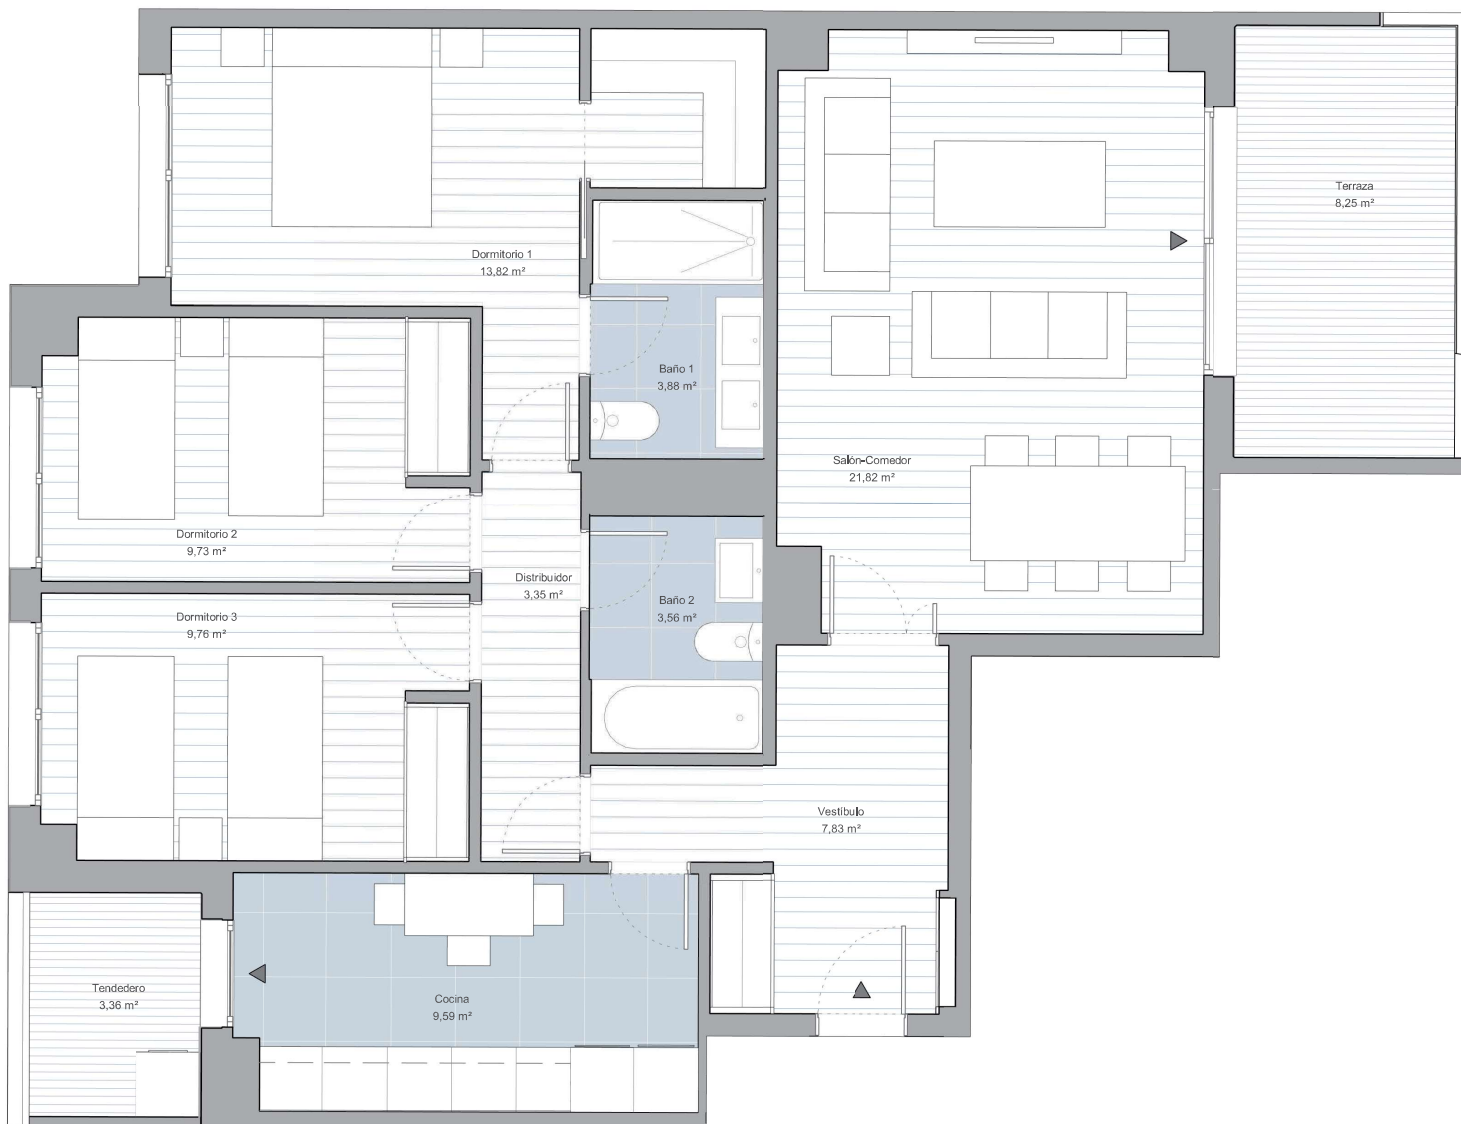 Terraza
8,25 m²
Dormitorio 1
13,82 m²
Baño 1
3,88 m²
Salón-Comedor
21,82 m²
Dormitorio 2
9,73 m²
Distribuidor
3,35 m²
Baño 2
3,56 m²
Dormitorio 3
9,76 m²
Vestíbulo
7,83 m²
Tendedero
3,36 m²
Cocina
9,59 m²